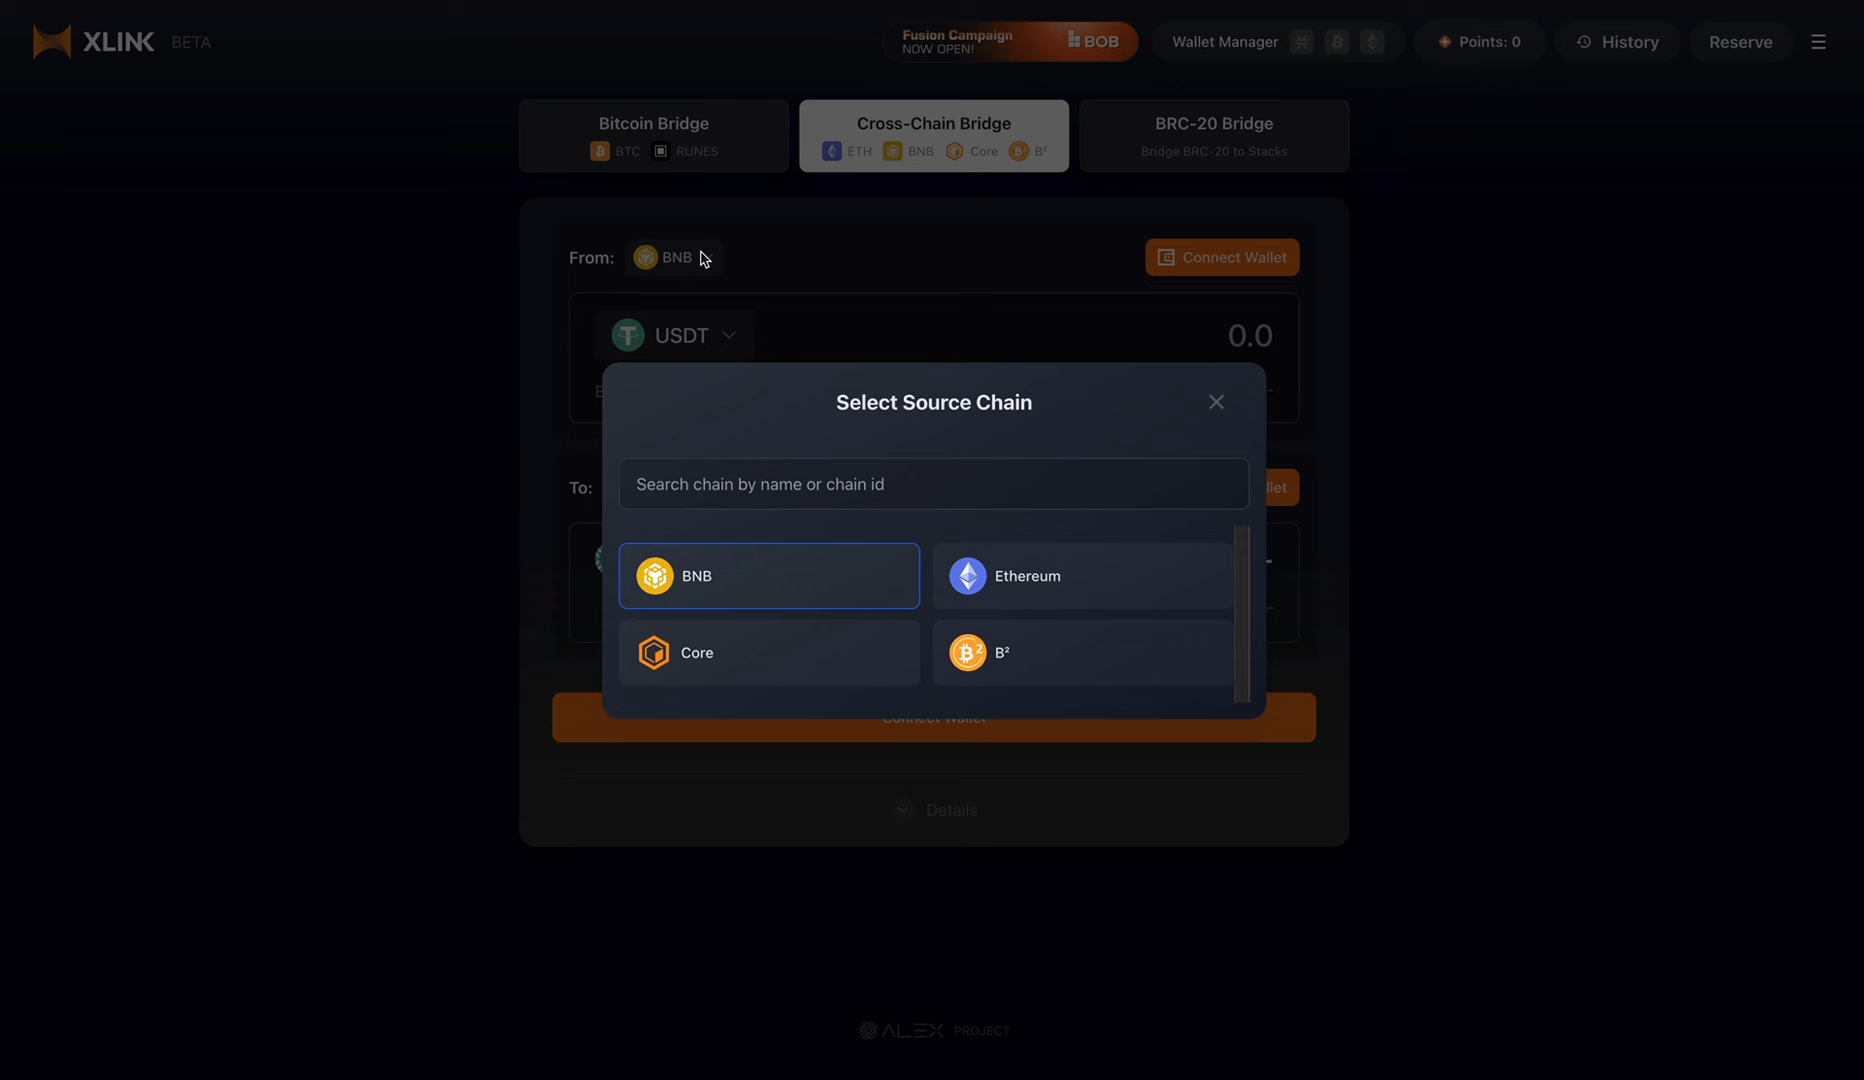 XLINK BETA
Fusion Campaign
NOW OPEN!
BOB
Wallet Manager
Points: 0
History
Reserve
Bitcoin Bridge
BTC RUNES
Cross-Chain Bridge
ETH BNB Core B²
BRC-20 Bridge
Bridge BRC-20 to Stacks
From: BNB
Connect Wallet
USDT
0.0
Select Source Chain
To:
Search chain by name or chain id
BNB
Ethereum
Core
B²
Connect Wallet
Details
ALEX PROJECT